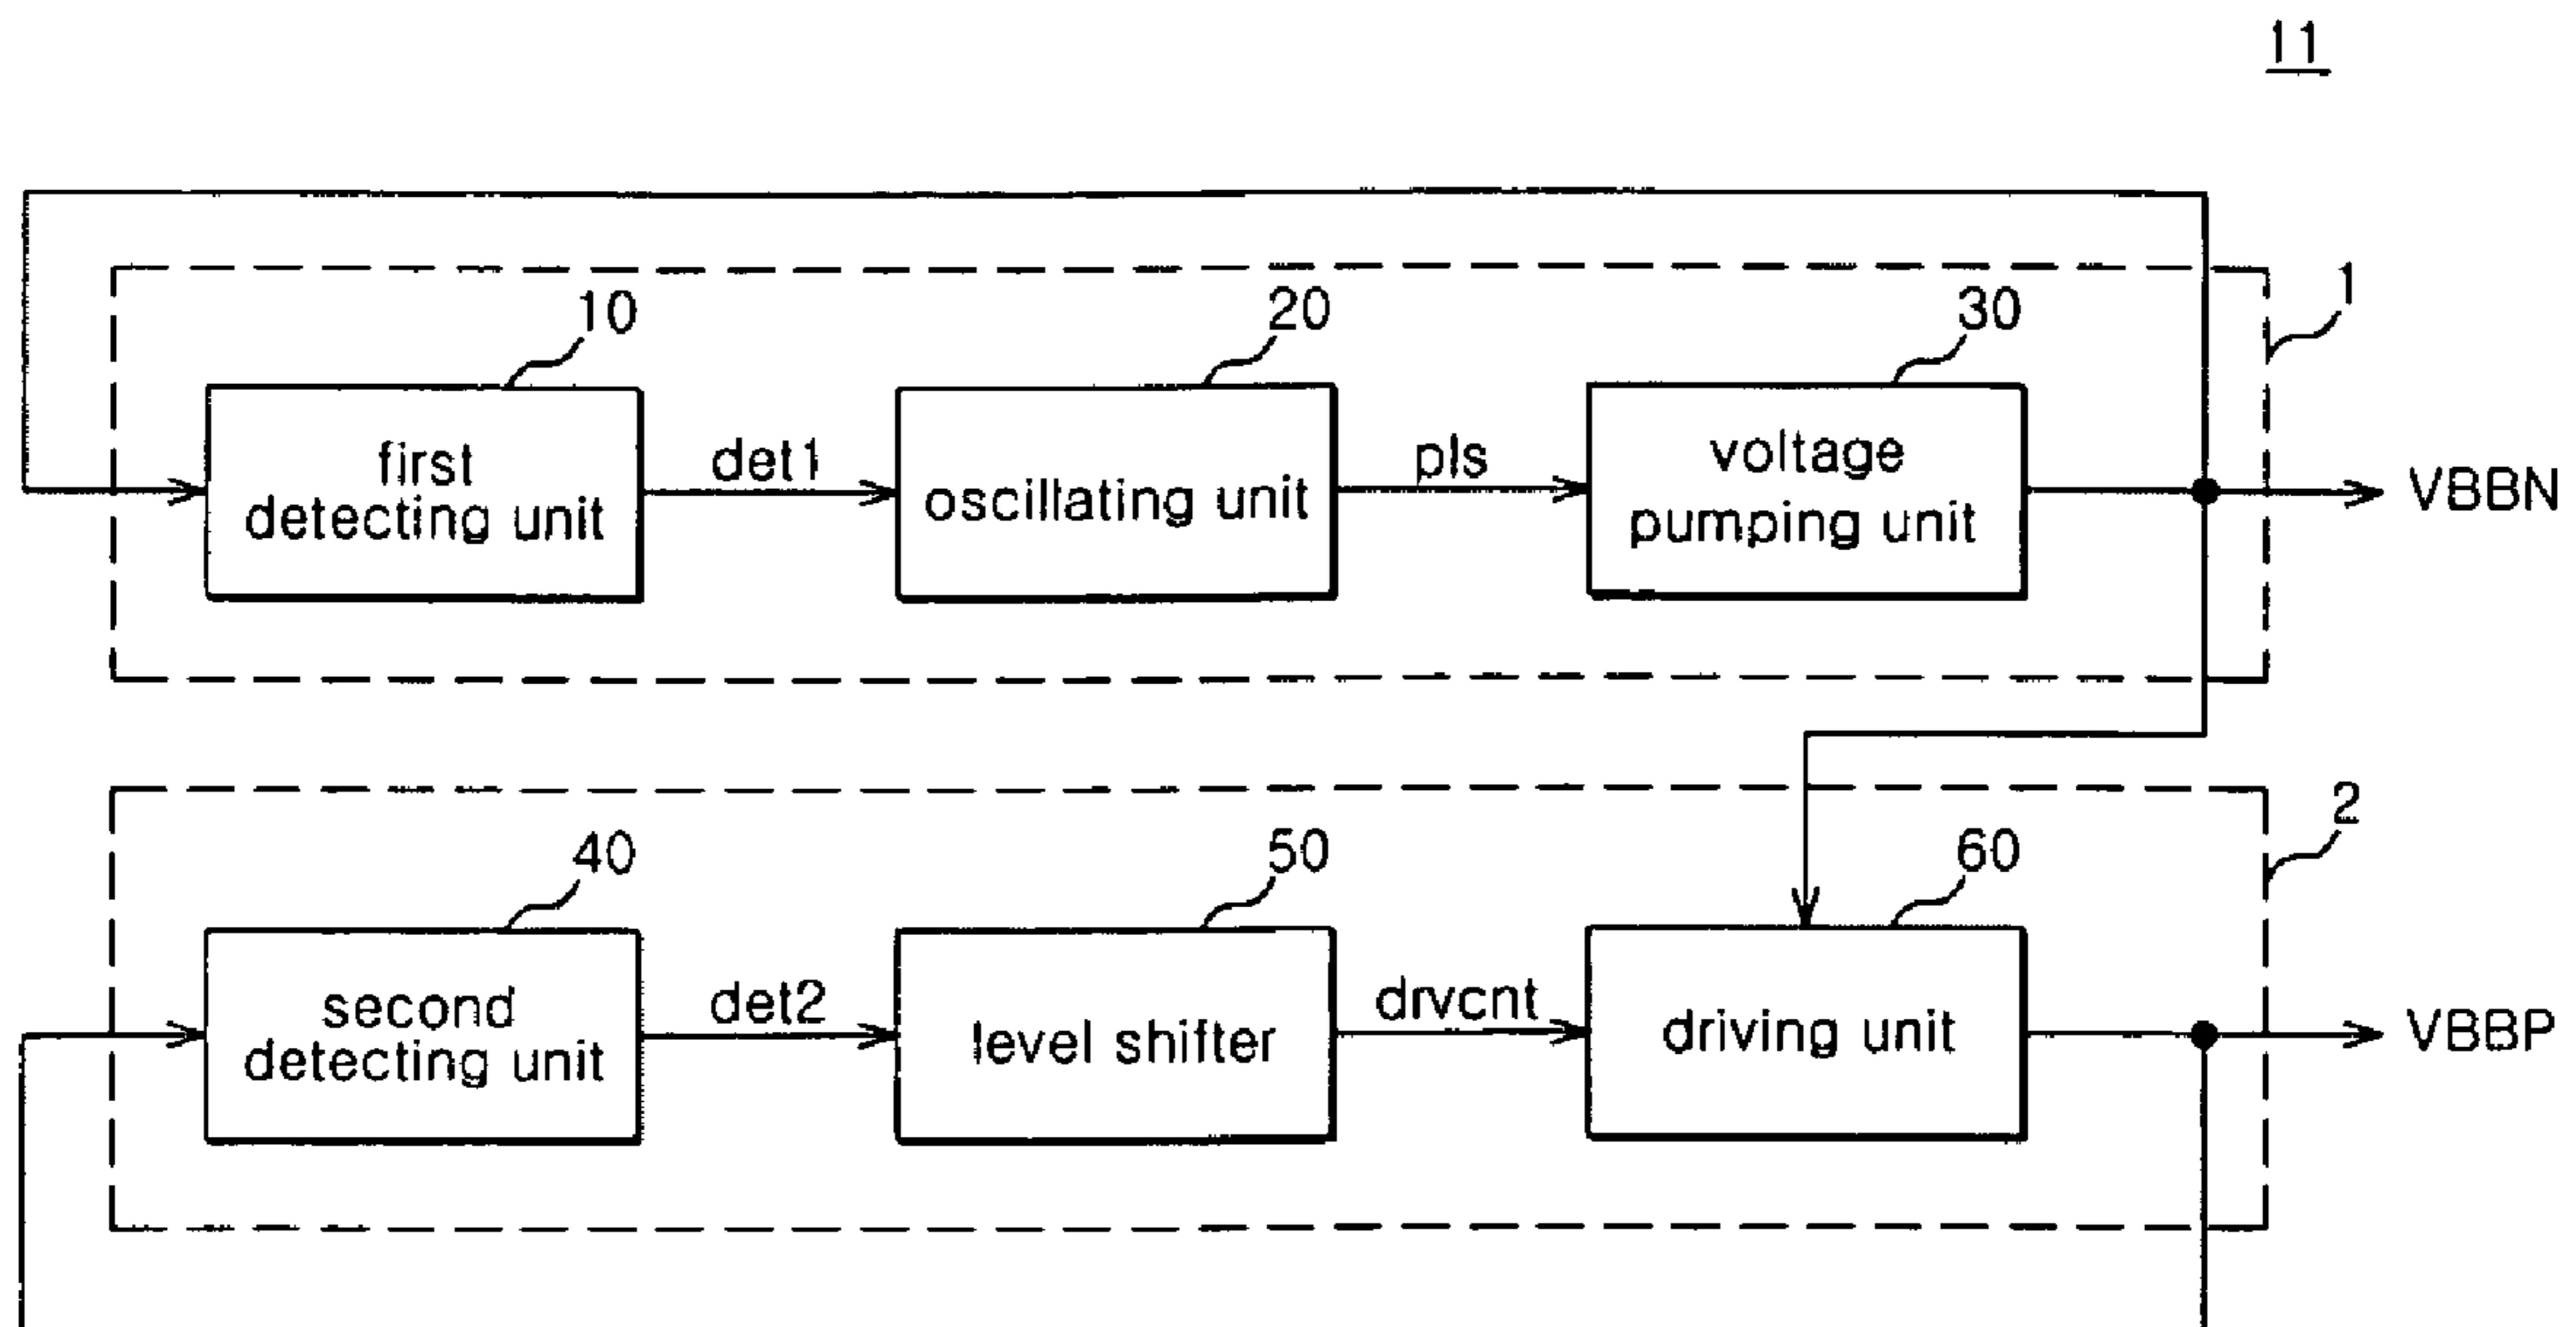 11
1
10
20
30
first
detecting unit
det1
oscillating unit
pls
voltage
pumping unit
VBBN
2
40
50
60
second
detecting unit
det2
level shifter
drvcnt
driving unit
VBBP